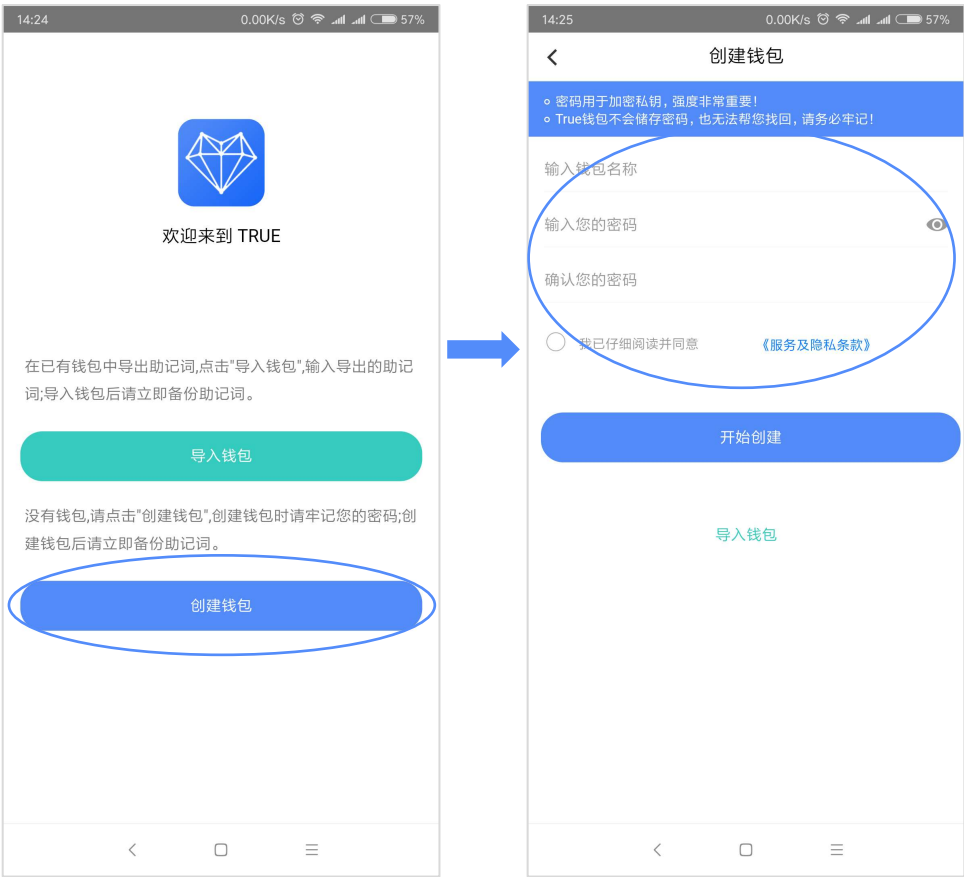 14:24
0.00K/s
57%
欢迎来到 TRUE
在已有钱包中导出助记词,点击"导入钱包",输入导出的助记
词;导入钱包后请立即备份助记词。
导入钱包
没有钱包,请点击"创建钱包",创建钱包时请牢记您的密码;创
建钱包后请立即备份助记词。
创建钱包
14:25
0.00K/s
57%
创建钱包
密码用于加密私钥，强度非常重要！
True钱包不会储存密码，也无法帮您找回，请务必牢记！
输入钱包名称
输入您的密码
确认您的密码
我已仔细阅读并同意
《服务及隐私条款》
开始创建
导入钱包